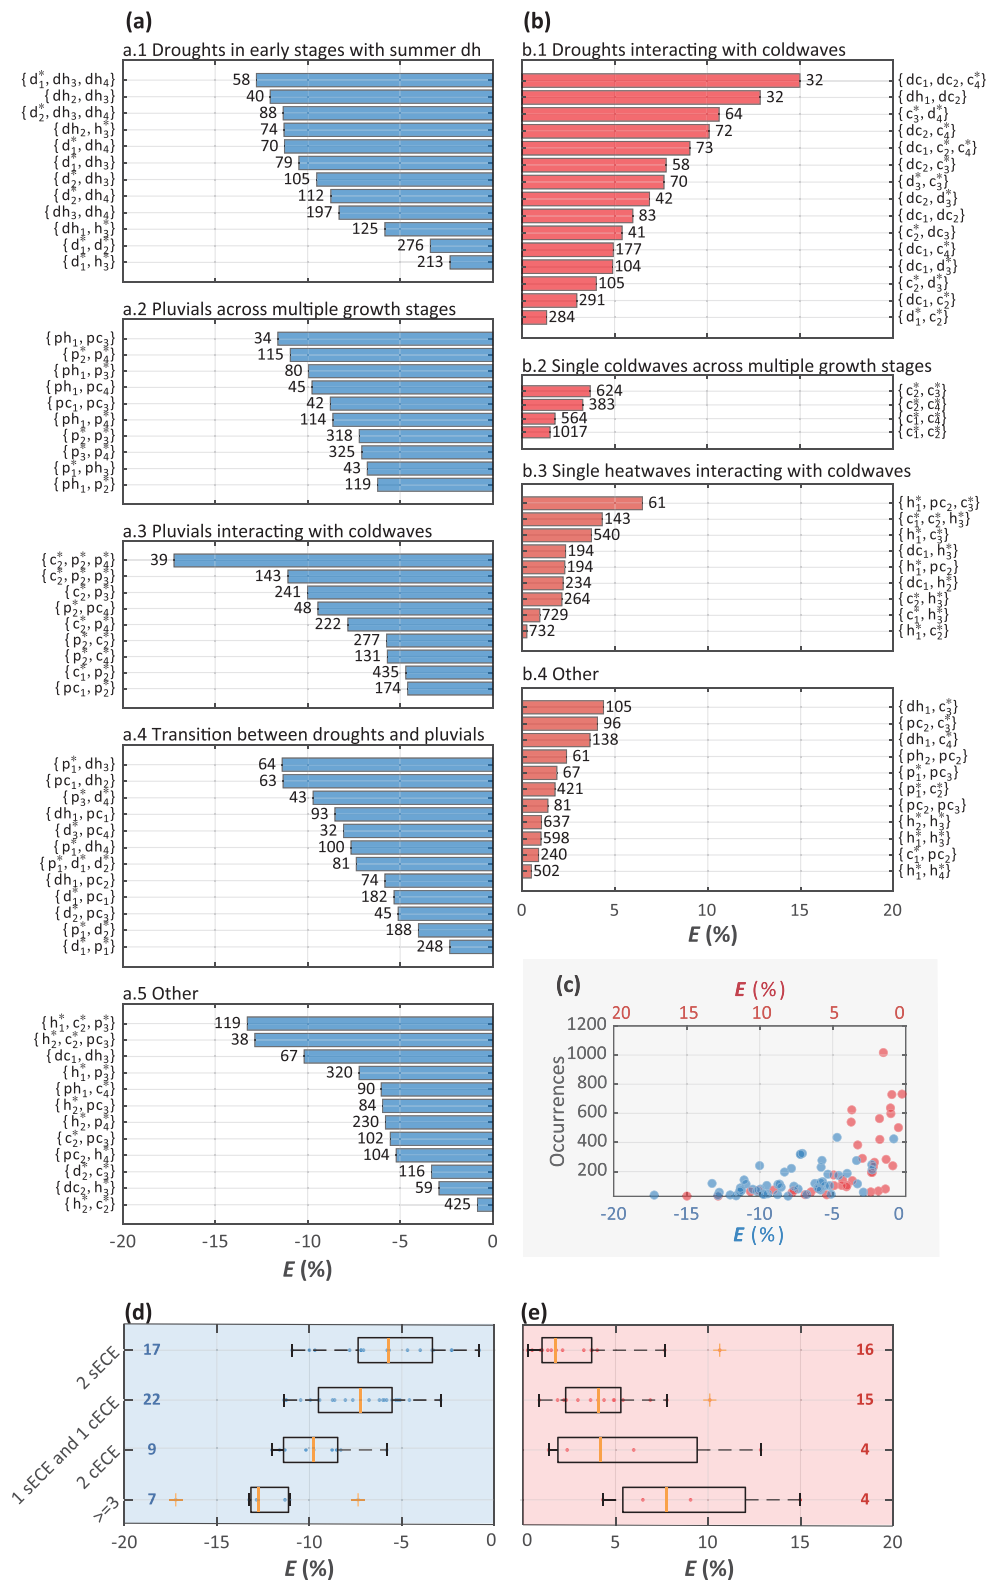 (a)
a.1 Droughts in early stages with summer dh
{d₁*, dh₃, dh₄} 58
{dh₂, dh₃} 40
{d₂*, dh₃, dh₄} 88
{dh₂, h₃*} 74
{d₁*, dh₄} 70
{d₁*, dh₃} 79
{d₂*, dh₃} 105
{d₂*, dh₄} 112
{dh₃, dh₄} 197
{dh₁, h₃*} 125
{d₁*, d₂*} 276
{d₁*, h₃*} 213
a.2 Pluvials across multiple growth stages
{ph₁, pc₃} 34
{p₂*, p₄*} 115
{ph₁, p₃*} 80
{ph₁, pc₄} 45
{pc₁, pc₃} 42
{ph₁, p₄*} 114
{p₂*, p₃*} 318
{p₃*, p₄*} 325
{p₁*, ph₃} 43
{ph₁, p₂*} 119
a.3 Pluvials interacting with coldwaves
{c₂*, p₂*, p₄*} 39
{c₂*, p₂*, p₃*} 143
{c₂*, p₃*} 241
{p₂*, pc₄} 48
{c₂*, p₄*} 222
{p₂*, c₂*} 277
{p₂*, c₄*} 131
{c₁*, p₂*} 435
{pc₁, p₂*} 174
a.4 Transition between droughts and pluvials
{p₁*, dh₃} 64
{pc₁, dh₂} 63
{p₃*, d₄*} 43
{dh₁, pc₁} 93
{d₃*, pc₄} 32
{p₁*, dh₄} 100
{p₁*, d₁*, d₂*} 81
{dh₁, pc₂} 74
{d₁*, pc₁} 182
{d₂*, pc₃} 45
{p₁*, d₂*} 188
{d₁*, p₁*} 248
a.5 Other
{h₁*, c₂*, p₃*} 119
{h₂*, c₂*, pc₃} 38
{dc₁, dh₃} 67
{h₁*, p₃*} 320
{ph₁, c₄*} 90
{h₂*, pc₃} 84
{h₂*, p₄*} 230
{c₂*, pc₃} 102
{pc₂, h₄*} 104
{d₂*, c₃*} 116
{dc₂, h₃*} 59
{h₂*, c₂*} 425
-20 -15 -10 -5 0
E (%)
(b)
b.1 Droughts interacting with coldwaves
32 {dc₁, dc₂, c₄*}
32 {dh₁, dc₂}
64 {c₃*, d₄*}
72 {dc₂, c₄*}
73 {dc₁, c₂*, c₄*}
58 {dc₂, c₃*}
70 {d₃*, c₃*}
42 {dc₂, d₃*}
83 {dc₁, dc₂}
41 {c₂*, dc₃}
177 {dc₁, c₄*}
104 {dc₁, d₃*}
105 {c₂*, d₃*}
291 {dc₁, c₂*}
284 {d₁*, c₂*}
b.2 Single coldwaves across multiple growth stages
624 {c₂*, c₃*}
383 {c₂*, c₄*}
564 {c₁*, c₄*}
1017 {c₁*, c₂*}
b.3 Single heatwaves interacting with coldwaves
61 {h₁*, pc₂, c₃*}
143 {c₁*, c₂*, h₃*}
540 {h₁*, c₃*}
194 {dc₁, h₃*}
194 {h₁*, pc₂}
234 {dc₁, h₂*}
264 {c₂*, h₃*}
729 {c₁*, h₃*}
732 {h₁*, c₂*}
b.4 Other
105 {dh₁, c₃*}
96 {pc₂, c₃*}
138 {dh₁, c₄*}
61 {ph₂, pc₂}
67 {p₁*, pc₃}
421 {p₁*, c₂*}
81 {pc₂, pc₃}
637 {h₂*, h₃*}
598 {h₁*, h₃*}
240 {c₁*, pc₂}
502 {h₁*, h₄*}
0 5 10 15 20
E (%)
(c)
E (%)
20 15 10 5 0
Occurrences
1200
1000
800
600
400
200
-20 -15 -10 -5 0
E (%)
(d)
2 sECE 17
1 sECE and 1 cECE 22
2 cECE 9
>=3 7
-20 -15 -10 -5 0
E (%)
(e)
16
15
4
4
0 5 10 15 20
E (%)